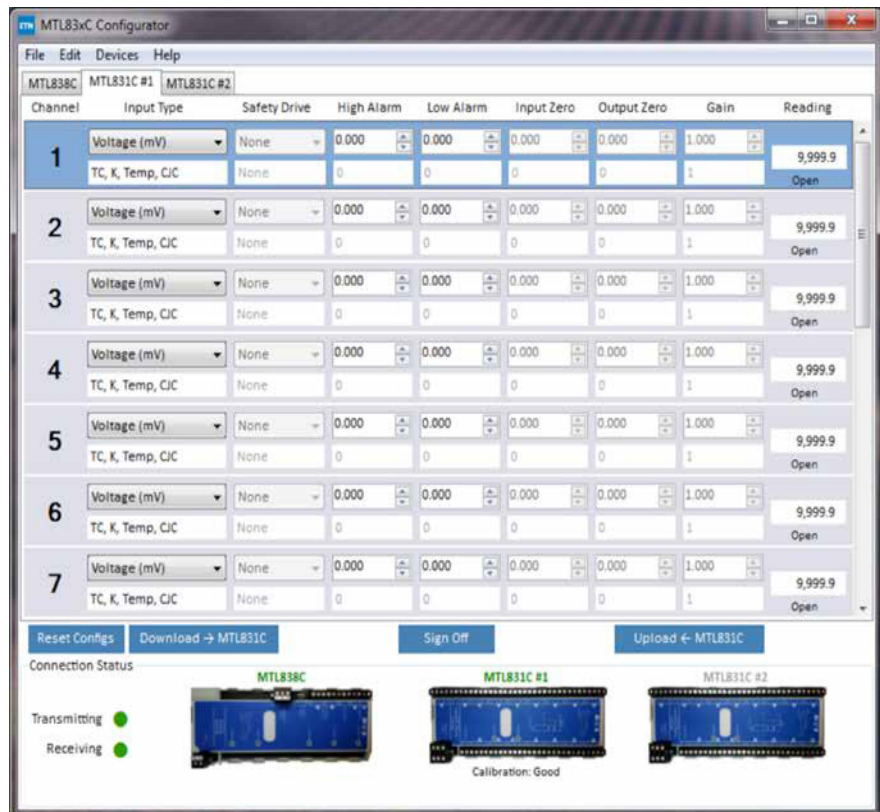 ETN MTL83xC Configurator
File Edit Devices Help
MTL838C MTL831C #1 MTL831C #2
Channel Input Type Safety Drive High Alarm Low Alarm Input Zero Output Zero Gain Reading
1 Voltage (mV) None 0.000 0.000 0.000 0.000 1.000 9,999.9
TC, K, Temp, CJC None 0 0 0 0 1 Open
2 Voltage (mV) None 0.000 0.000 0.000 0.000 1.000 9,999.9
TC, K, Temp, CJC None 0 0 0 0 1 Open
3 Voltage (mV) None 0.000 0.000 0.000 0.000 1.000 9,999.9
TC, K, Temp, CJC None 0 0 0 0 1 Open
4 Voltage (mV) None 0.000 0.000 0.000 0.000 1.000 9,999.9
TC, K, Temp, CJC None 0 0 0 0 1 Open
5 Voltage (mV) None 0.000 0.000 0.000 0.000 1.000 9,999.9
TC, K, Temp, CJC None 0 0 0 0 1 Open
6 Voltage (mV) None 0.000 0.000 0.000 0.000 1.000 9,999.9
TC, K, Temp, CJC None 0 0 0 0 1 Open
7 Voltage (mV) None 0.000 0.000 0.000 0.000 1.000 9,999.9
TC, K, Temp, CJC None 0 0 0 0 1 Open
Reset Configs Download → MTL831C Sign Off Upload ← MTL831C
Connection Status
MTL838C MTL831C #1 MTL831C #2
Transmitting
Receiving
Calibration: Good